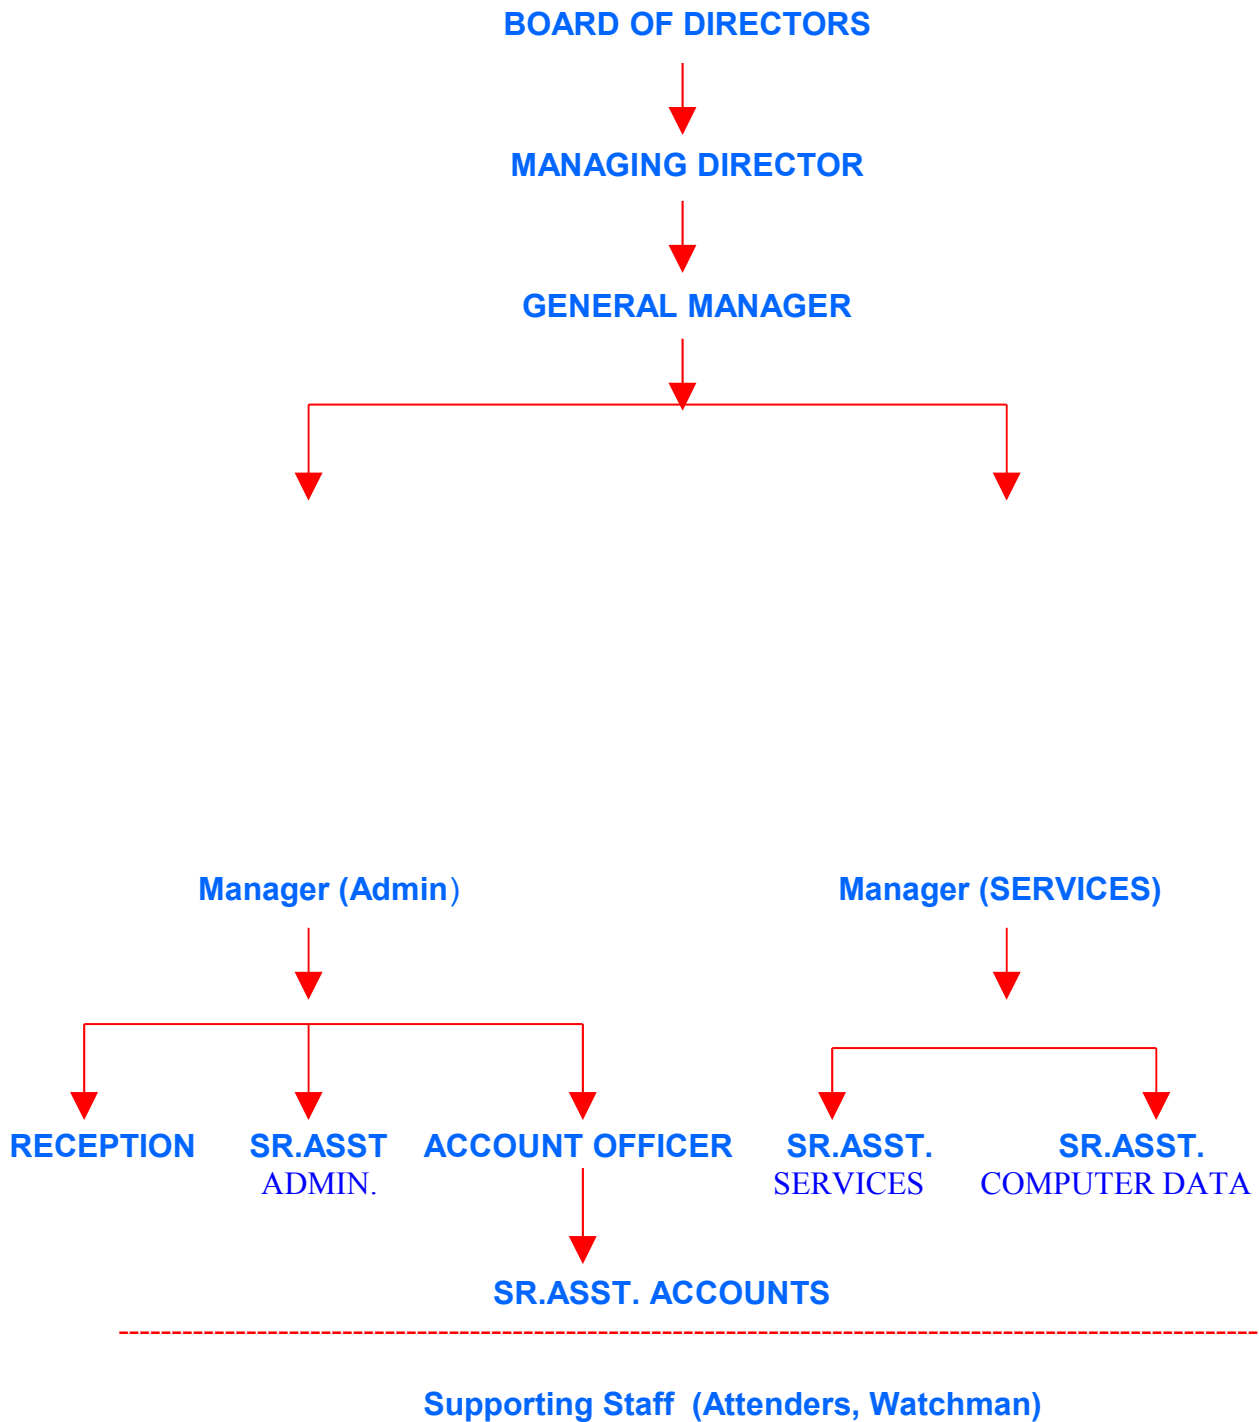 BOARD OF DIRECTORS
MANAGING DIRECTOR
GENERAL MANAGER
Manager (Admin) Manager (SERVICES)
RECEPTION SR.ASST ACCOUNT OFFICER SR.ASST. SR.ASST.
ADMIN. SERVICES COMPUTER DATA
SR.ASST. ACCOUNTS
Supporting Staff (Attenders, Watchman)